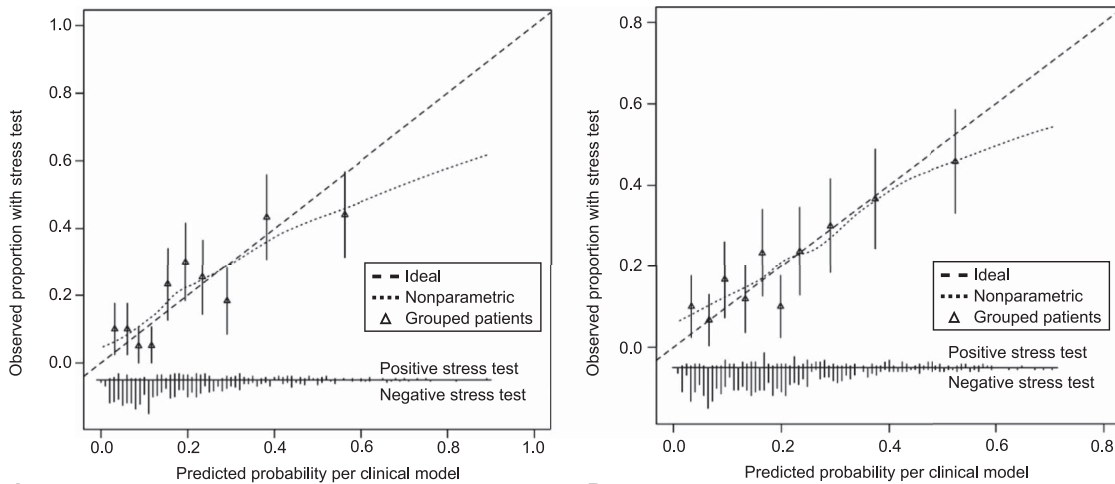 Observed proportion with stress test
1.0
0.8
0.6
0.4
0.2
0.0
Ideal
Nonparametric
Grouped patients
Positive stress test
Negative stress test
0.0 0.2 0.4 0.6 0.8 1.0
Predicted probability per clinical model
Observed proportion with stress test
0.8
0.6
0.4
0.2
0.0
Ideal
Nonparametric
Grouped patients
Positive stress test
Negative stress test
0.0 0.2 0.4 0.6 0.8
Predicted probability per clinical model